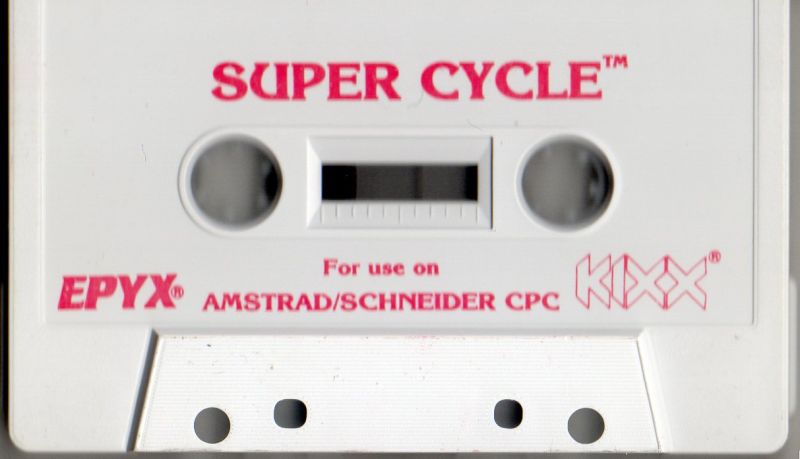 SUPER CYCLE™
For use on
EPYX® AMSTRAD/SCHNEIDER CPC KIXX®